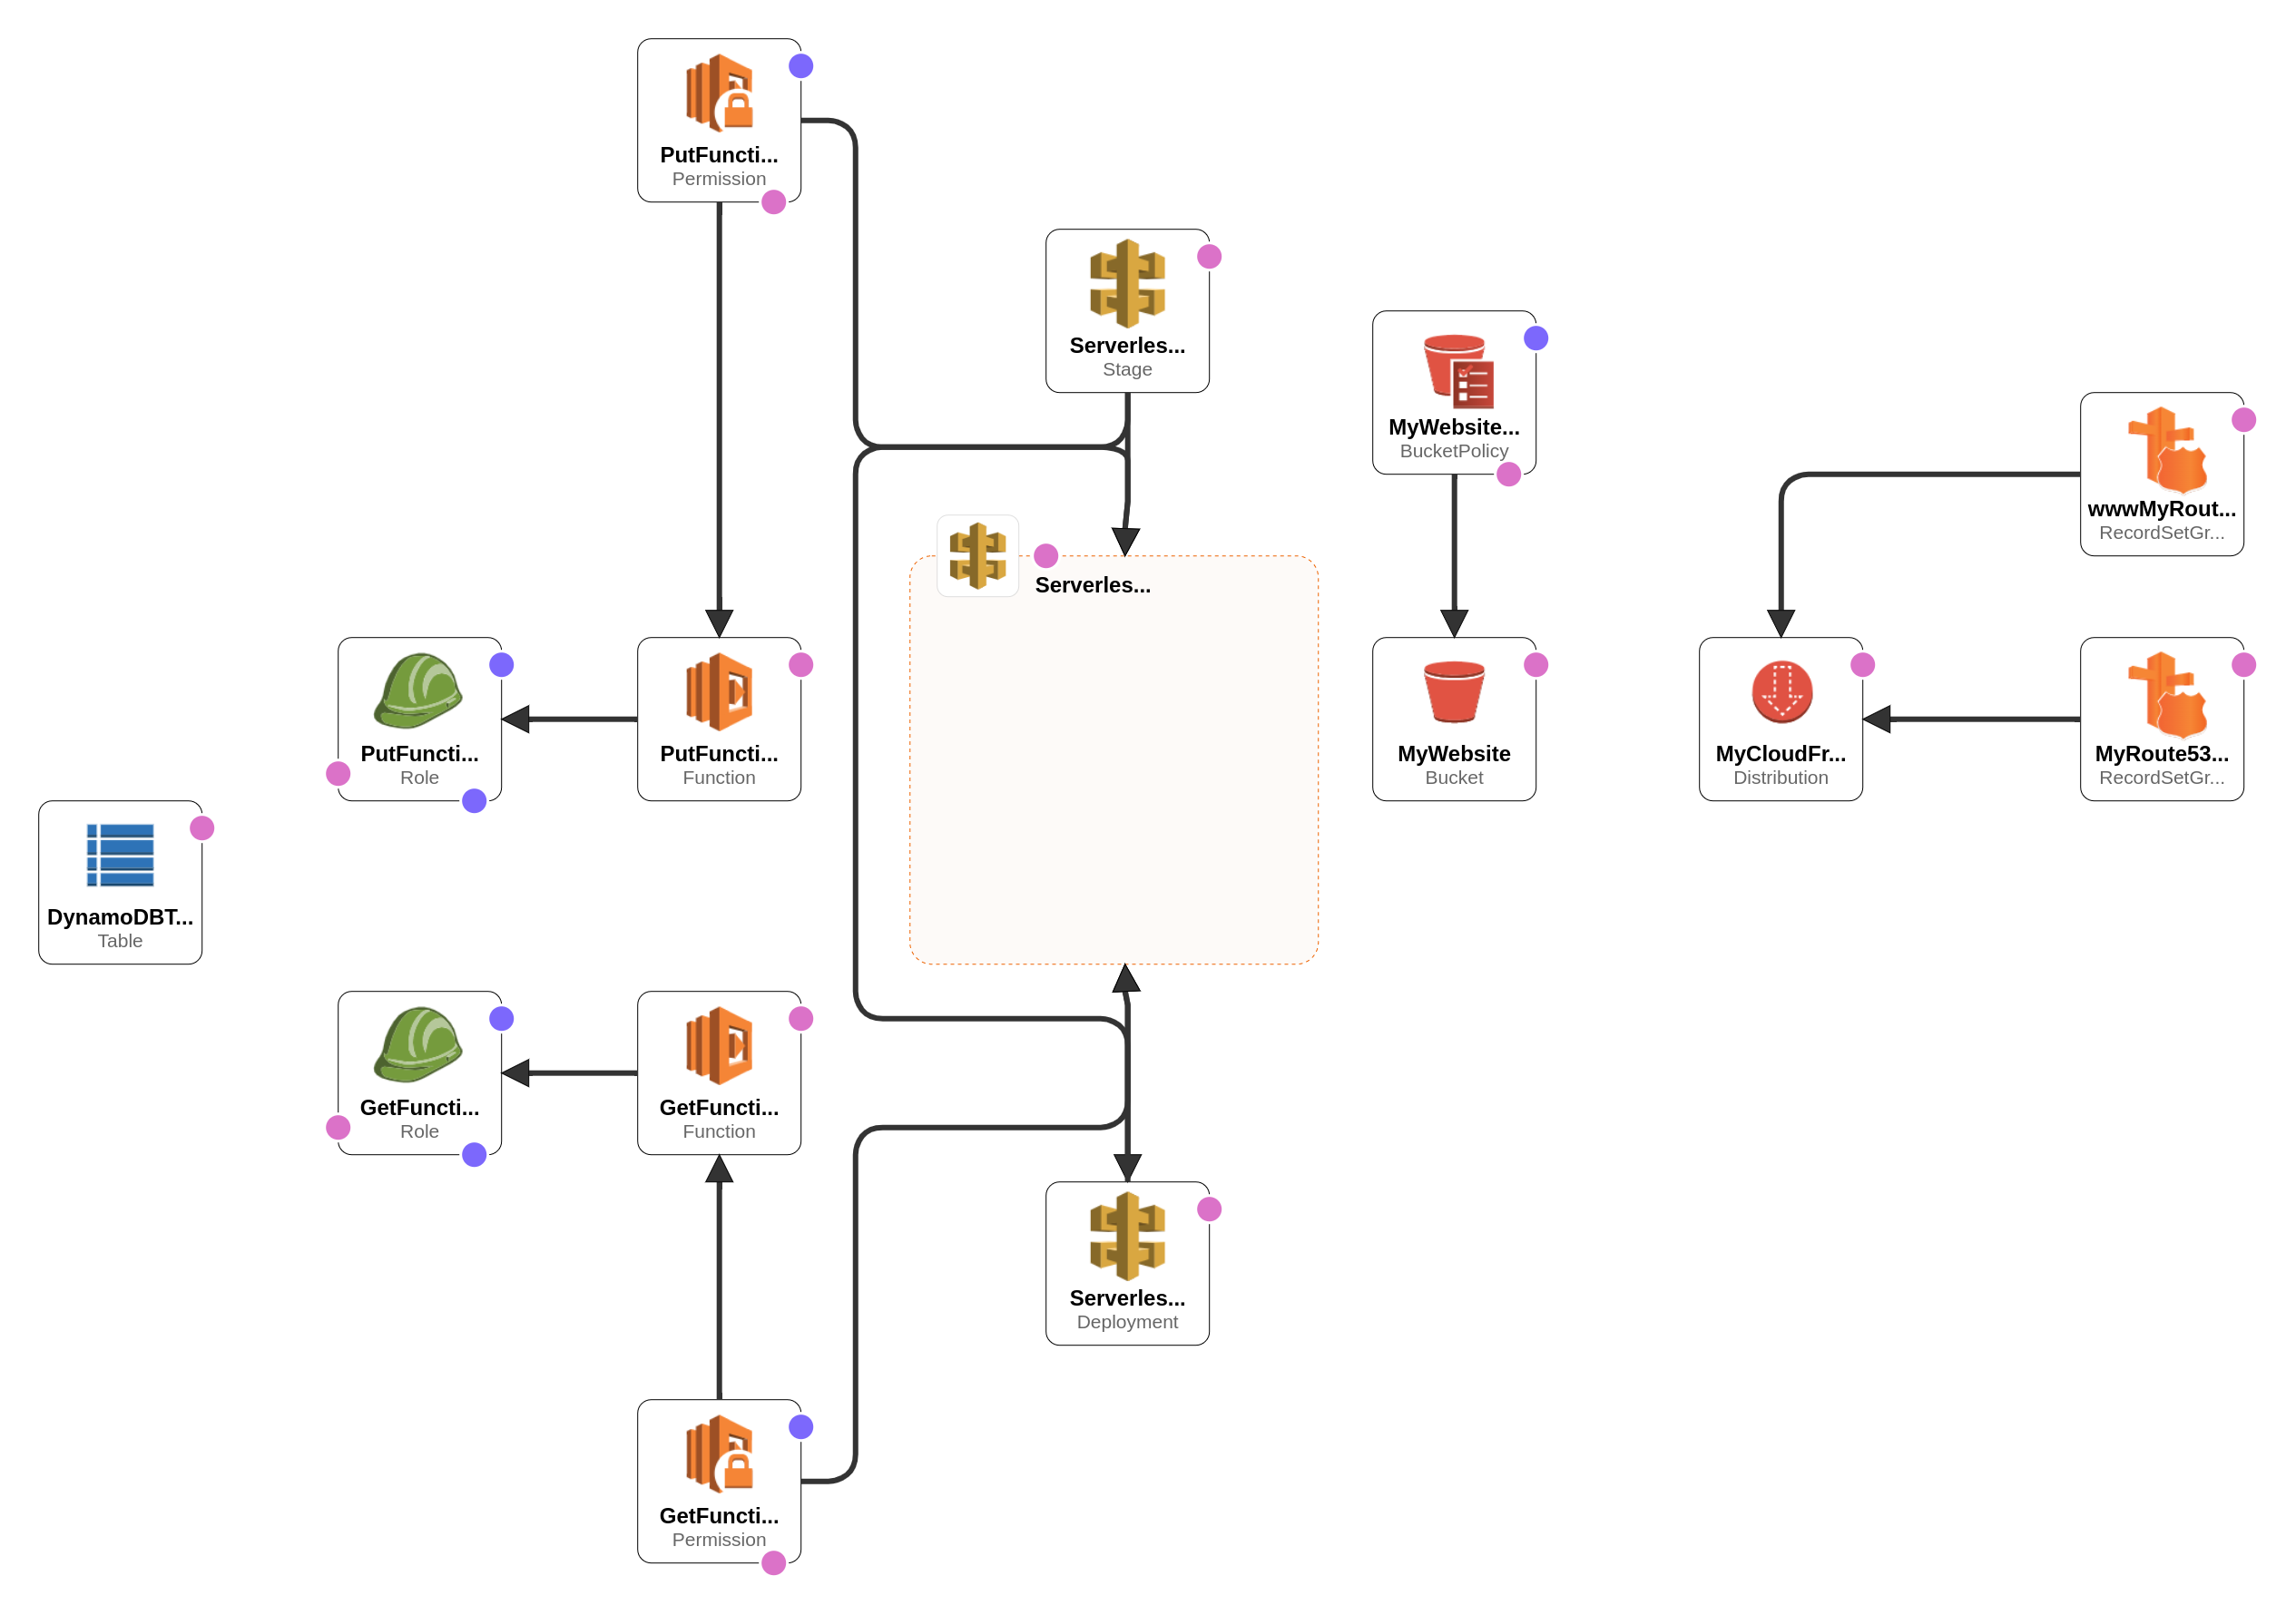 PutFuncti...
Permission
Serverles...
Stage
MyWebsite...
BucketPolicy
wwwMyRout...
RecordSetGr...
Serverles...
PutFuncti...
Role
PutFuncti...
Function
MyWebsite
Bucket
MyCloudFr...
Distribution
MyRoute53...
RecordSetGr...
DynamoDBT...
Table
GetFuncti...
Role
GetFuncti...
Function
Serverles...
Deployment
GetFuncti...
Permission